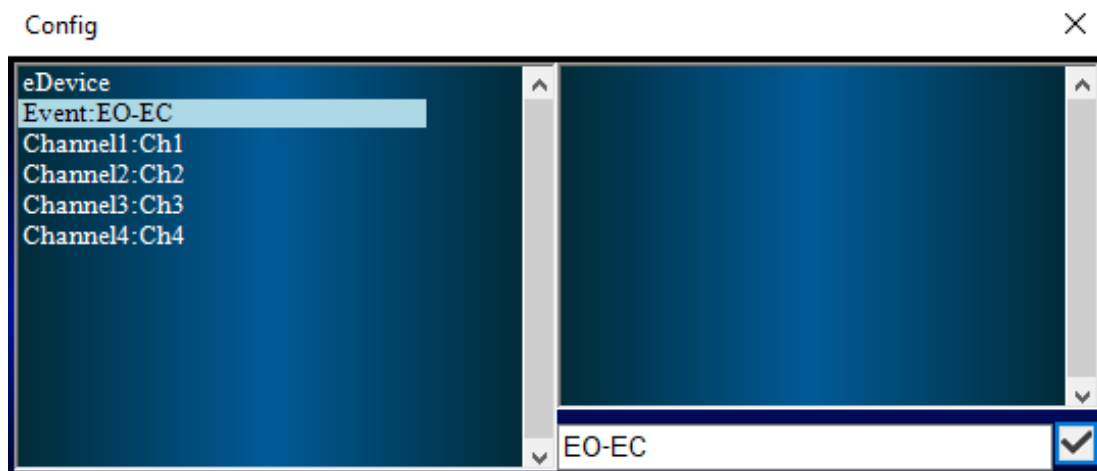 Config
eDevice
Event:EO-EC
Channel1:Ch1
Channel2:Ch2
Channel3:Ch3
Channel4:Ch4
EO-EC